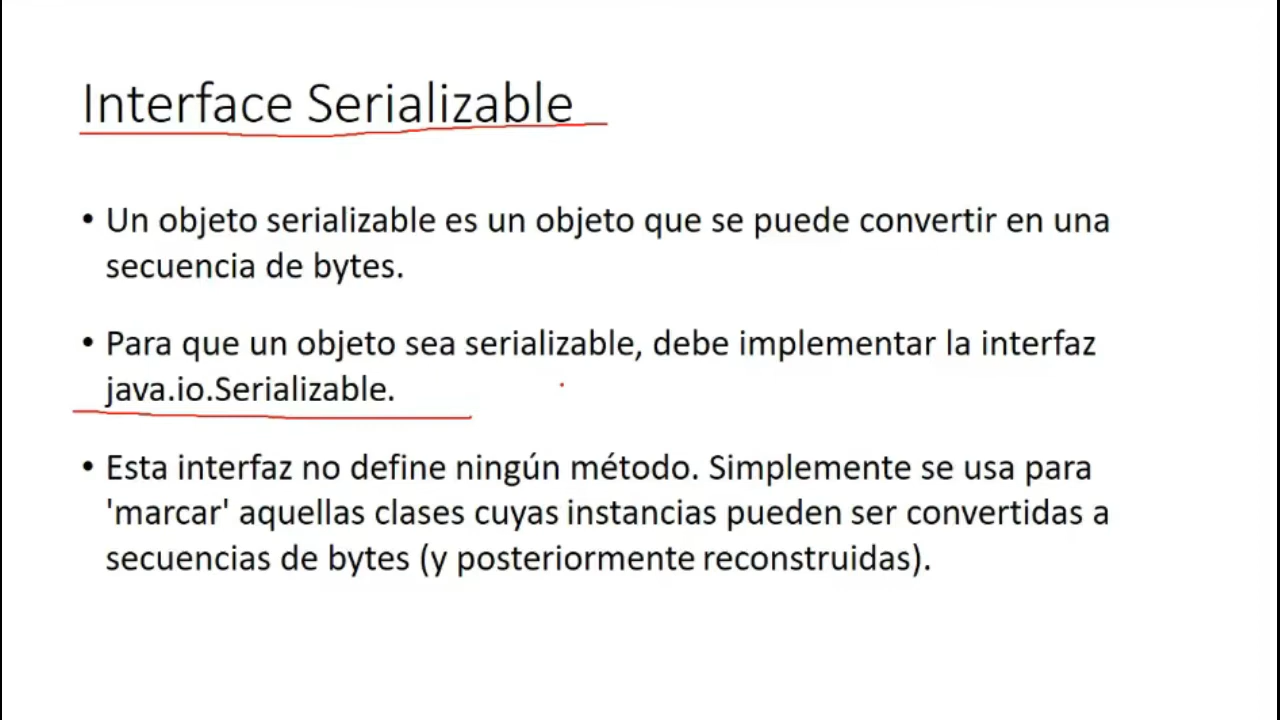 Interface Serializable
• Un objeto serializable es un objeto que se puede convertir en una
secuencia de bytes.
• Para que un objeto sea serializable, debe implementar la interfaz
java.io.Serializable.
• Esta interfaz no define ningún método. Simplemente se usa para
'marcar' aquellas clases cuyas instancias pueden ser convertidas a
secuencias de bytes (y posteriormente reconstruidas).